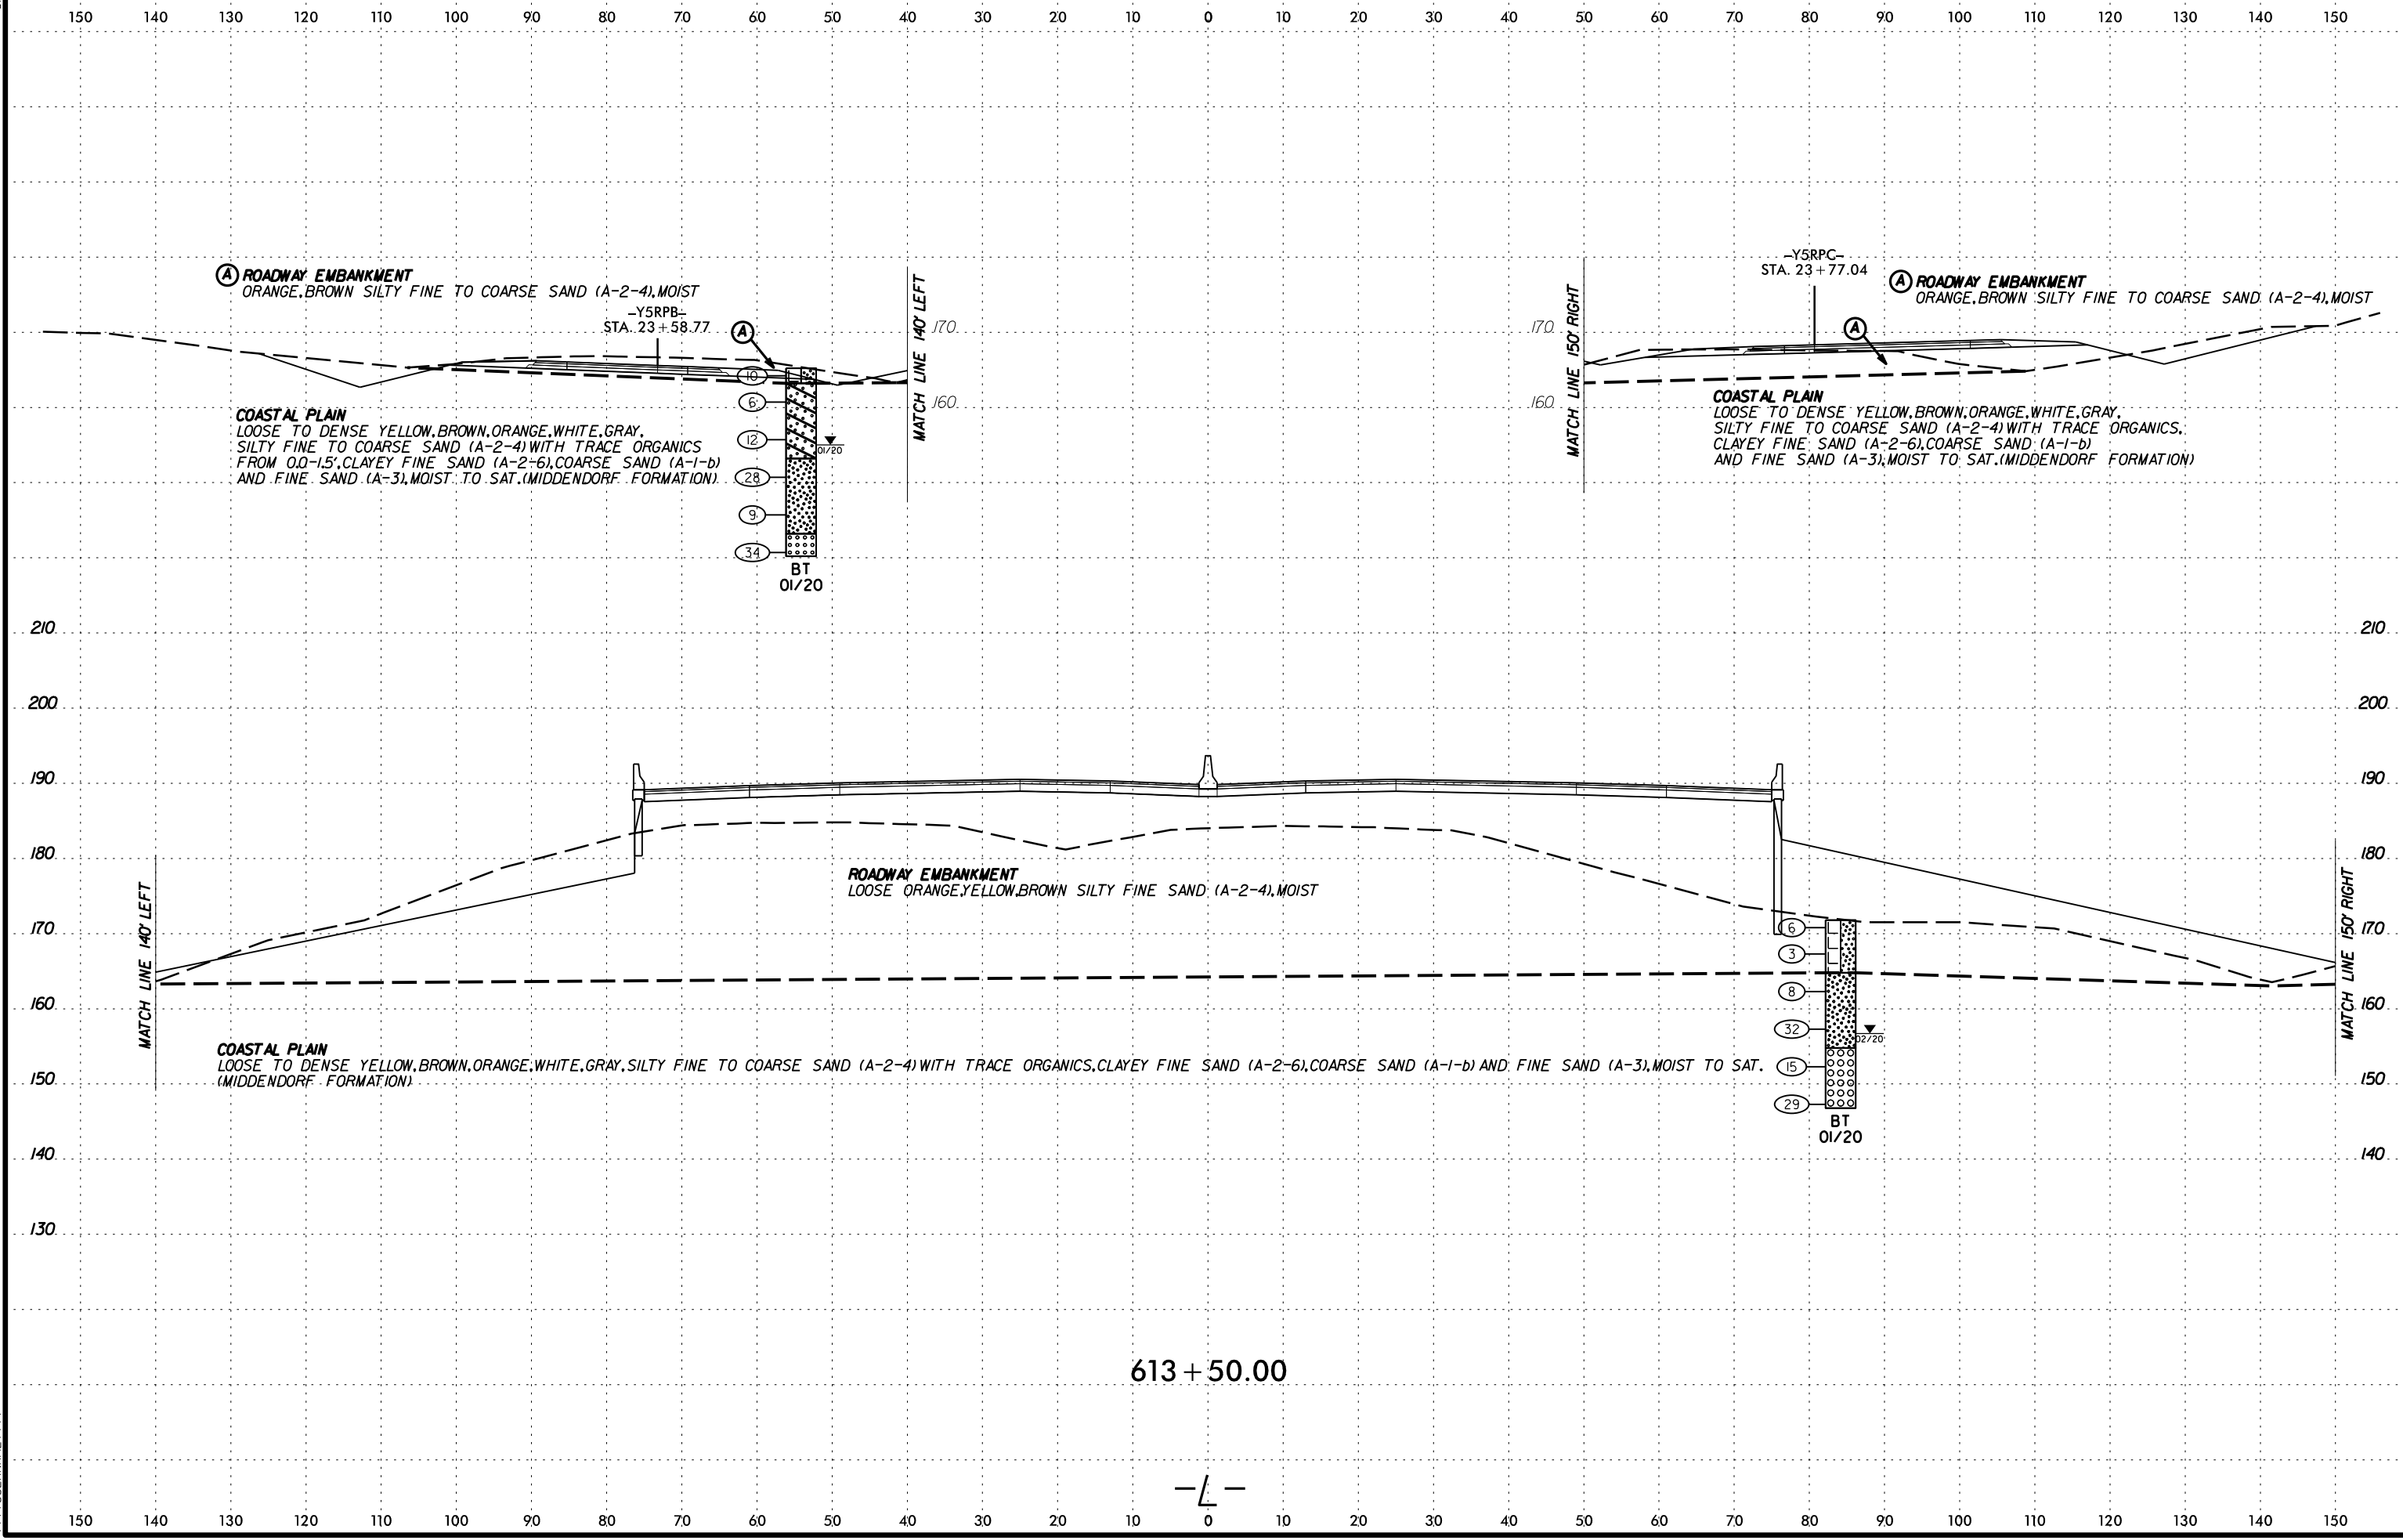 150 140 130 120 110 100 90 80 70 60 50 40 30 20 10 0 10 20 30 40 50 60 70 80 90 100 110 120 130 140 150
A ROADWAY EMBANKMENT
ORANGE,BROWN SILTY FINE TO COARSE SAND (A-2-4),MOIST
-Y5RPB-
STA. 23+58.77
A
MATCH LINE 140' LEFT
170
160
10
6
12
28
9
34
01/20
BT
01/20
COASTAL PLAIN
LOOSE TO DENSE YELLOW,BROWN,ORANGE,WHITE,GRAY,
SILTY FINE TO COARSE SAND (A-2-4) WITH TRACE ORGANICS
FROM 0.0-1.5',CLAYEY FINE SAND (A-2-6),COARSE SAND (A-1-b)
AND FINE SAND (A-3),MOIST TO SAT.(MIDDENDORF FORMATION)
170
160
MATCH LINE 150' RIGHT
-Y5RPC-
STA. 23+77.04
A ROADWAY EMBANKMENT
ORANGE,BROWN SILTY FINE TO COARSE SAND (A-2-4),MOIST
A
COASTAL PLAIN
LOOSE TO DENSE YELLOW,BROWN,ORANGE,WHITE,GRAY,
SILTY FINE TO COARSE SAND (A-2-4) WITH TRACE ORGANICS,
CLAYEY FINE SAND (A-2-6),COARSE SAND (A-1-b)
AND FINE SAND (A-3),MOIST TO SAT.(MIDDENDORF FORMATION)
210 210
200 200
190 190
180 180
170 170
160 160
150 150
140 140
130
MATCH LINE 140' LEFT
ROADWAY EMBANKMENT
LOOSE ORANGE,YELLOW,BROWN SILTY FINE SAND (A-2-4),MOIST
MATCH LINE 150' RIGHT
6
3
8
32
15
29
02/20
BT
01/20
COASTAL PLAIN
LOOSE TO DENSE YELLOW,BROWN,ORANGE,WHITE,GRAY,SILTY FINE TO COARSE SAND (A-2-4) WITH TRACE ORGANICS,CLAYEY FINE SAND (A-2-6),COARSE SAND (A-1-b) AND FINE SAND (A-3),MOIST TO SAT.
(MIDDENDORF FORMATION)
613+50.00
-L-
150 140 130 120 110 100 90 80 70 60 50 40 30 20 10 0 10 20 30 40 50 60 70 80 90 100 110 120 130 140 150